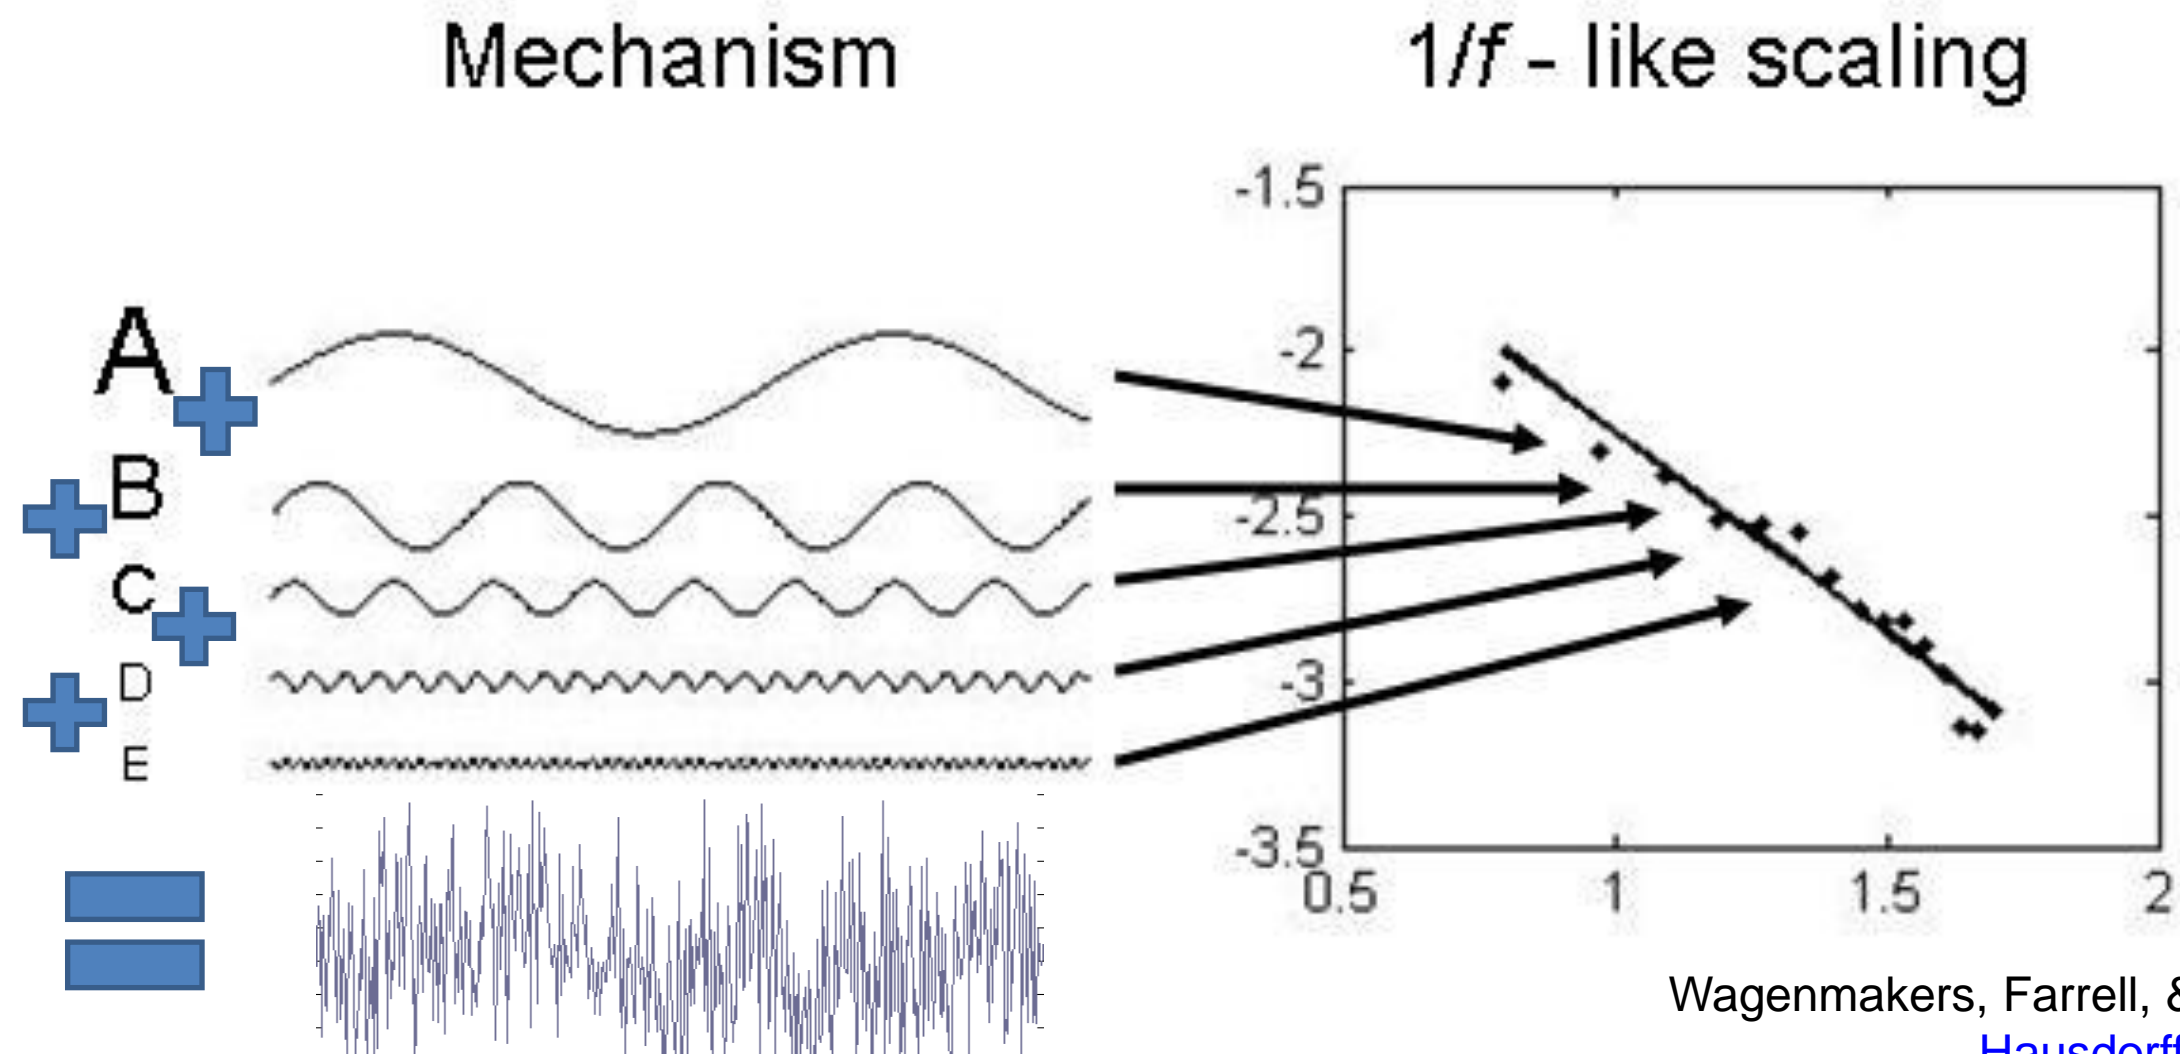 Mechanism
1/f - like scaling
A
B
C
D
E
-1.5
-2
-2.5
-3
-3.5
0.5 1 1.5 2
Wagenmakers, Farrell, &
Hausdorff